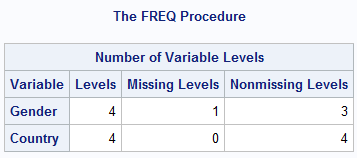 The FREQ Procedure
Number of Variable Levels
Variable Levels Missing Levels Nonmissing Levels
Gender 4 1 3
Country 4 0 4